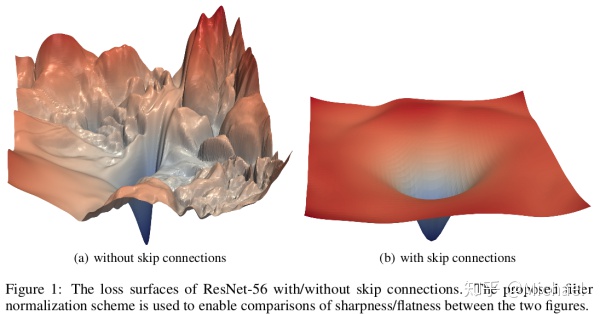 (a) without skip connections
(b) with skip connections
Figure 1: The loss surfaces of ResNet-56 with/without skip connections. The proposed filter
normalization scheme is used to enable comparisons of sharpness/flatness between the two figures.
知乎